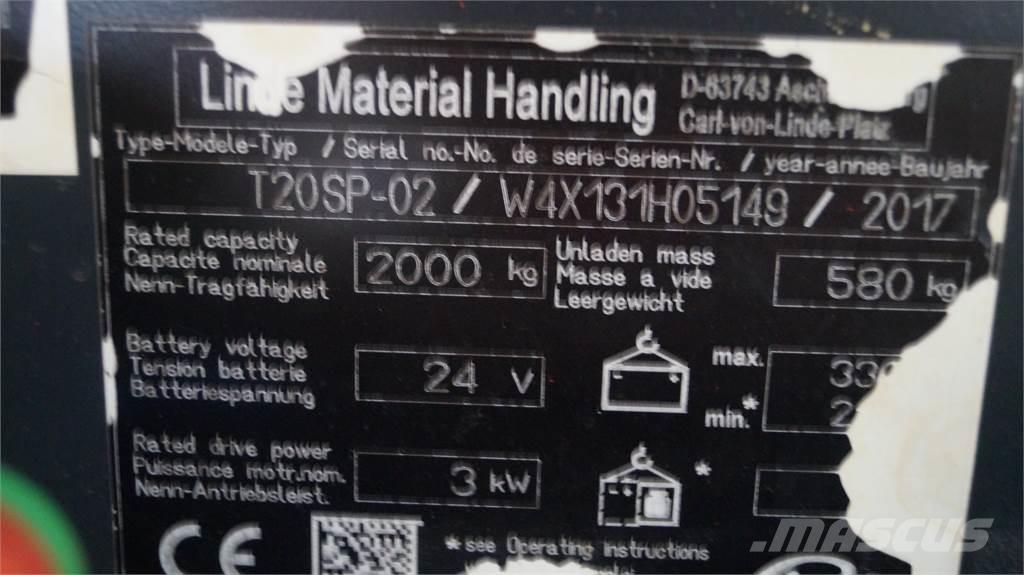 Linde Material Handling
D-63743
Carl-von-Linde-Platz
Type-Modele-Typ / Serial no.-No. de serie-Serien-Nr. / year-annee-Baujahr
T20SP-02 / W4X131H05149 / 2017
Rated capacity
Capacite nominale
Nenn-Tragfahigkeit
2000 kg
Unladen mass
Masse a vide
Leergewicht
580 kg
Battery voltage
Tension batterie
Batteriespannung
24 V
max.
min.*
Rated drive power
Puissance motr.nom.
Nenn-Antriebsleist.
3 kW
*
CE
*see Operating instructions
MASCUS